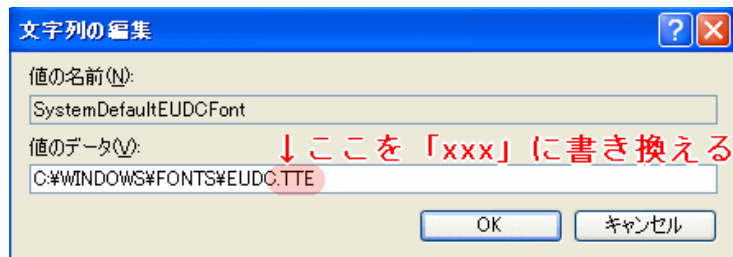 文字列の編集
値の名前(N):
SystemDefaultEUDCFont
値のデータ(V):
↓ここを「xxx」に書き換える
C:¥WINDOWS¥FONTS¥EUDC.TTE
OK
キャンセル